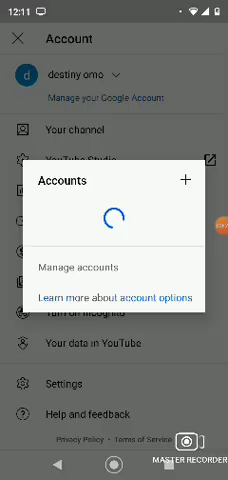 12:11
Account
d
destiny omo
Manage your Google Account
Your channel
YouTube Studio
Accounts
Manage accounts
Learn more about account options
Turn on Incognito
Your data in YouTube
Settings
Help and feedback
Privacy Policy · Terms of Service
MASTER RECORDER